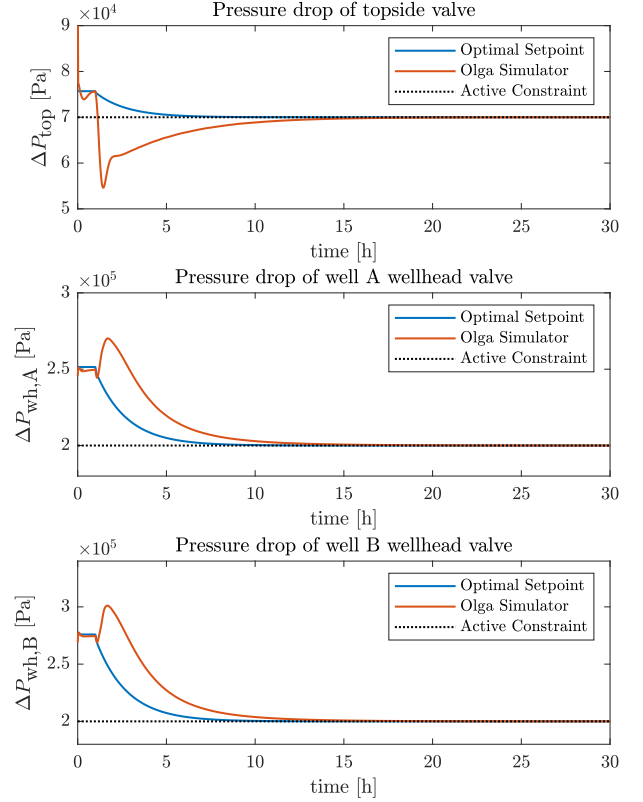 Pressure drop of topside valve
×10⁴
9
8
7
6
5
ΔP_top [Pa]
Optimal Setpoint
Olga Simulator
Active Constraint
0 5 10 15 20 25 30
time [h]
Pressure drop of well A wellhead valve
×10⁵
3
2.5
2
ΔP_wh,A [Pa]
Optimal Setpoint
Olga Simulator
Active Constraint
0 5 10 15 20 25 30
time [h]
Pressure drop of well B wellhead valve
×10⁵
3
2.5
2
ΔP_wh,B [Pa]
Optimal Setpoint
Olga Simulator
Active Constraint
0 5 10 15 20 25 30
time [h]